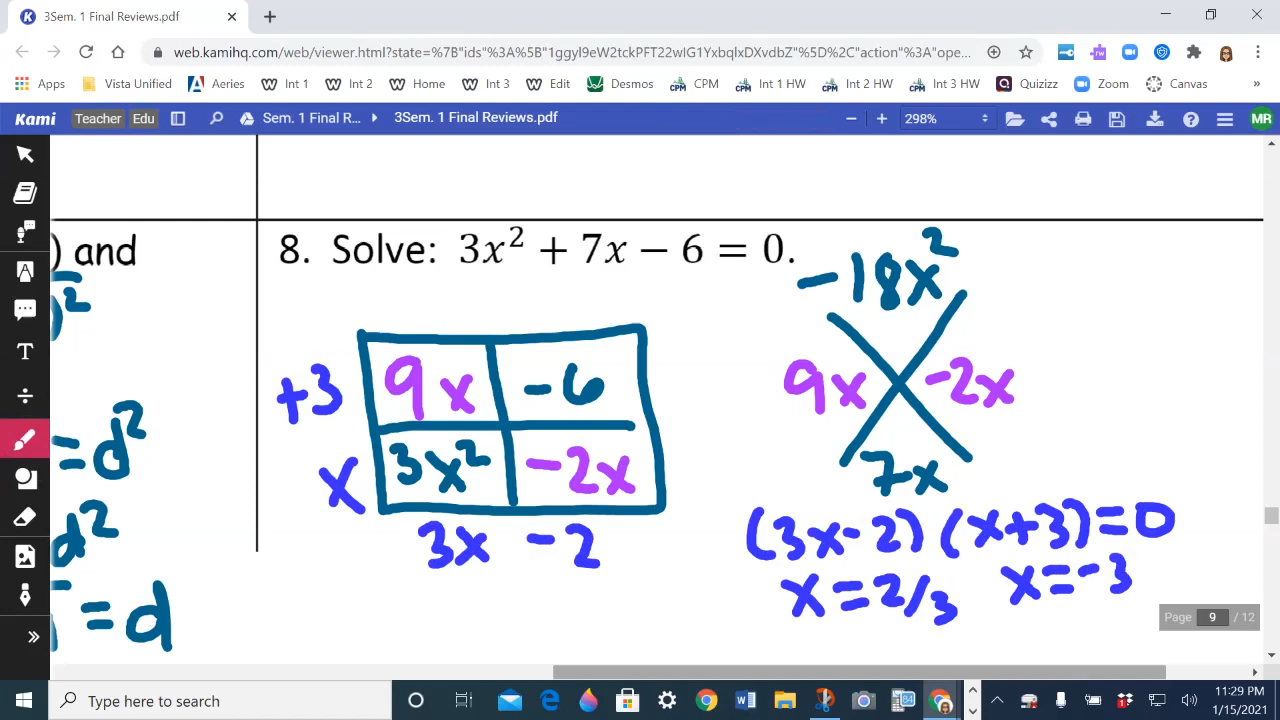 3Sem. 1 Final Reviews.pdf
web.kamihq.com/web/viewer.html?state=%7B"ids"%3A%5B"1ggyI9eW2tckPFT22wIG1YsxVqlxDXvdbZ"%5D%2C"action"%3A"ope...
Apps Vista Unified Aeries Int 1 Int 2 Home Int 3 Edit Desmos CPM Int 1 HW Int 2 HW Int 3 HW Quizizz Zoom Canvas »
Kami Teacher Edu Sem. 1 Final R... 3Sem. 1 Final Reviews.pdf 298% MR
) and
8. Solve: 3x² + 7x − 6 = 0.
-18x²
+3 9x -6
9x -2x
= d²
x 3x² -2x
7x
3x -2
d²
(3x-2)(x+3)=0
x=2/3 x=-3
= d
Page 9 / 12
Type here to search
11:29 PM
1/15/2021